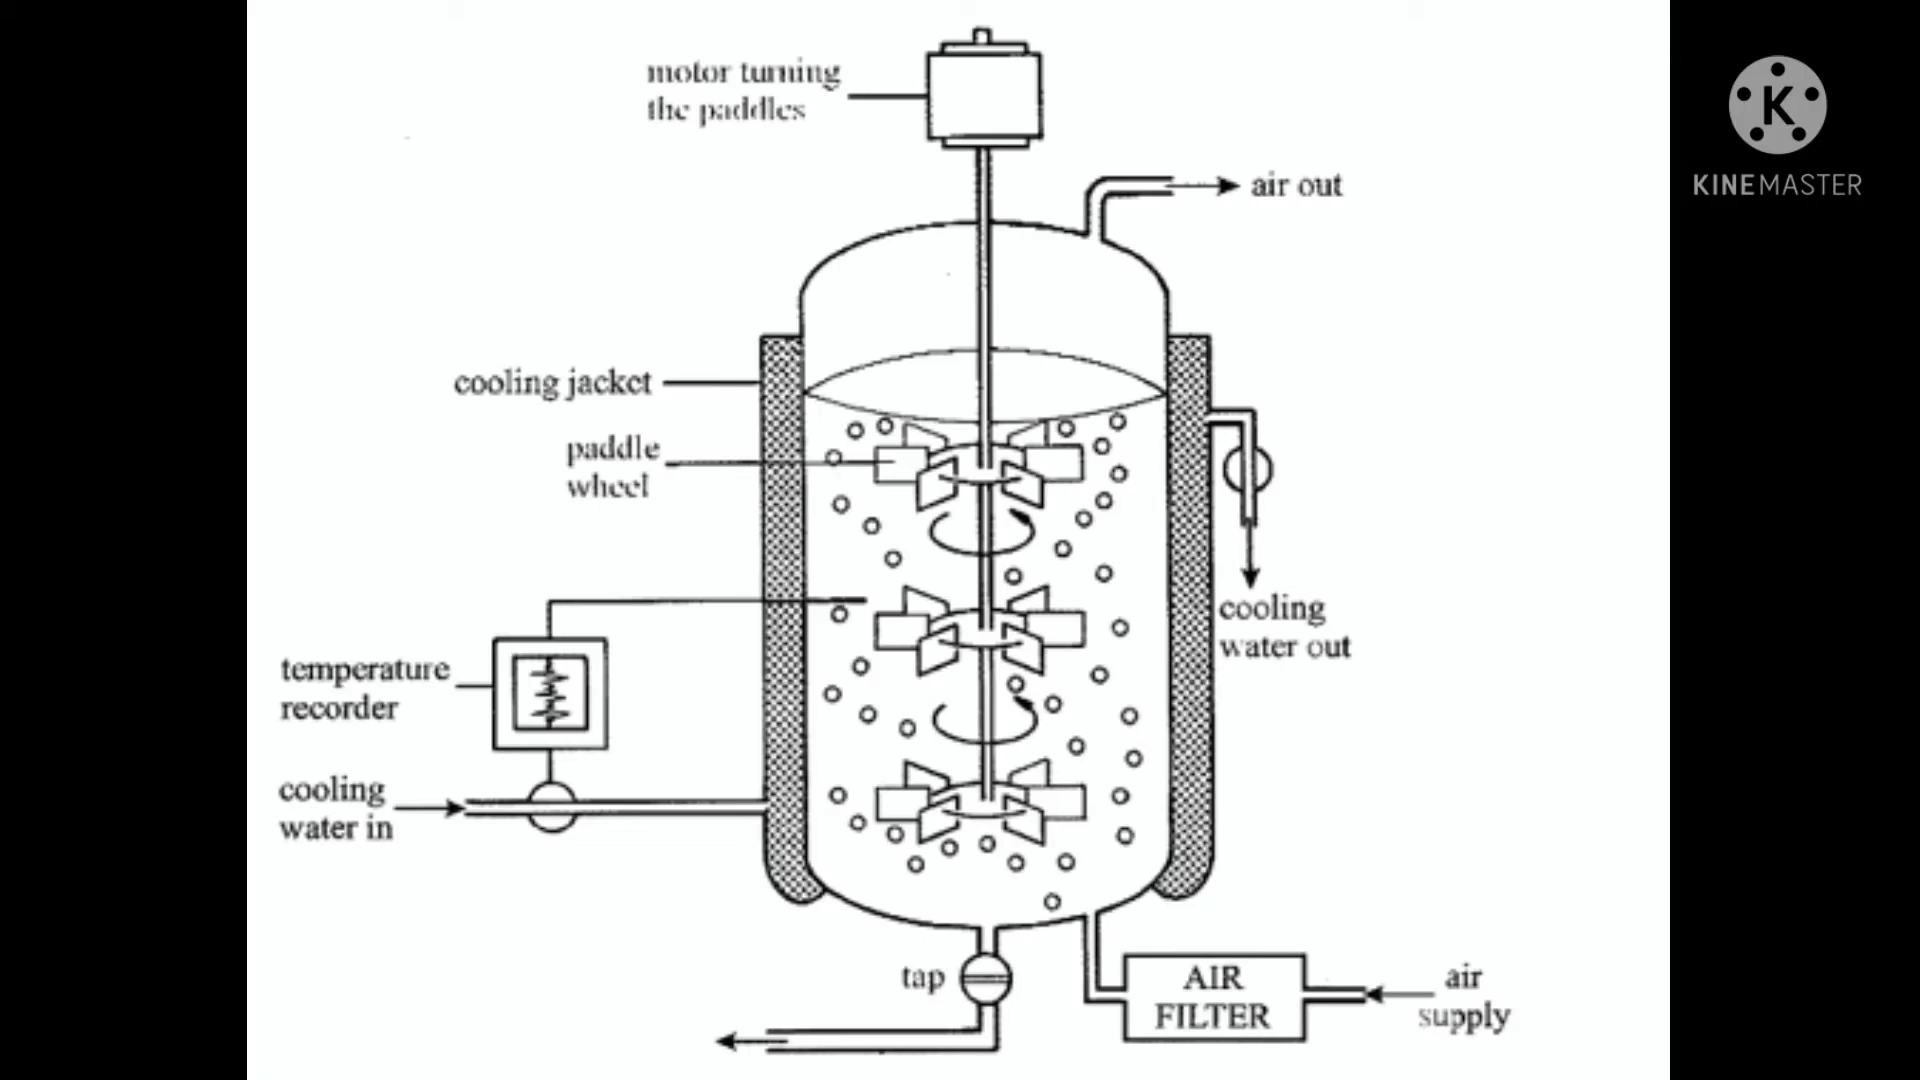 motor turning
the paddles
air out
cooling jacket
paddle
wheel
cooling
water out
temperature
recorder
cooling
water in
tap
AIR
FILTER
air
supply
K
KINEMASTER